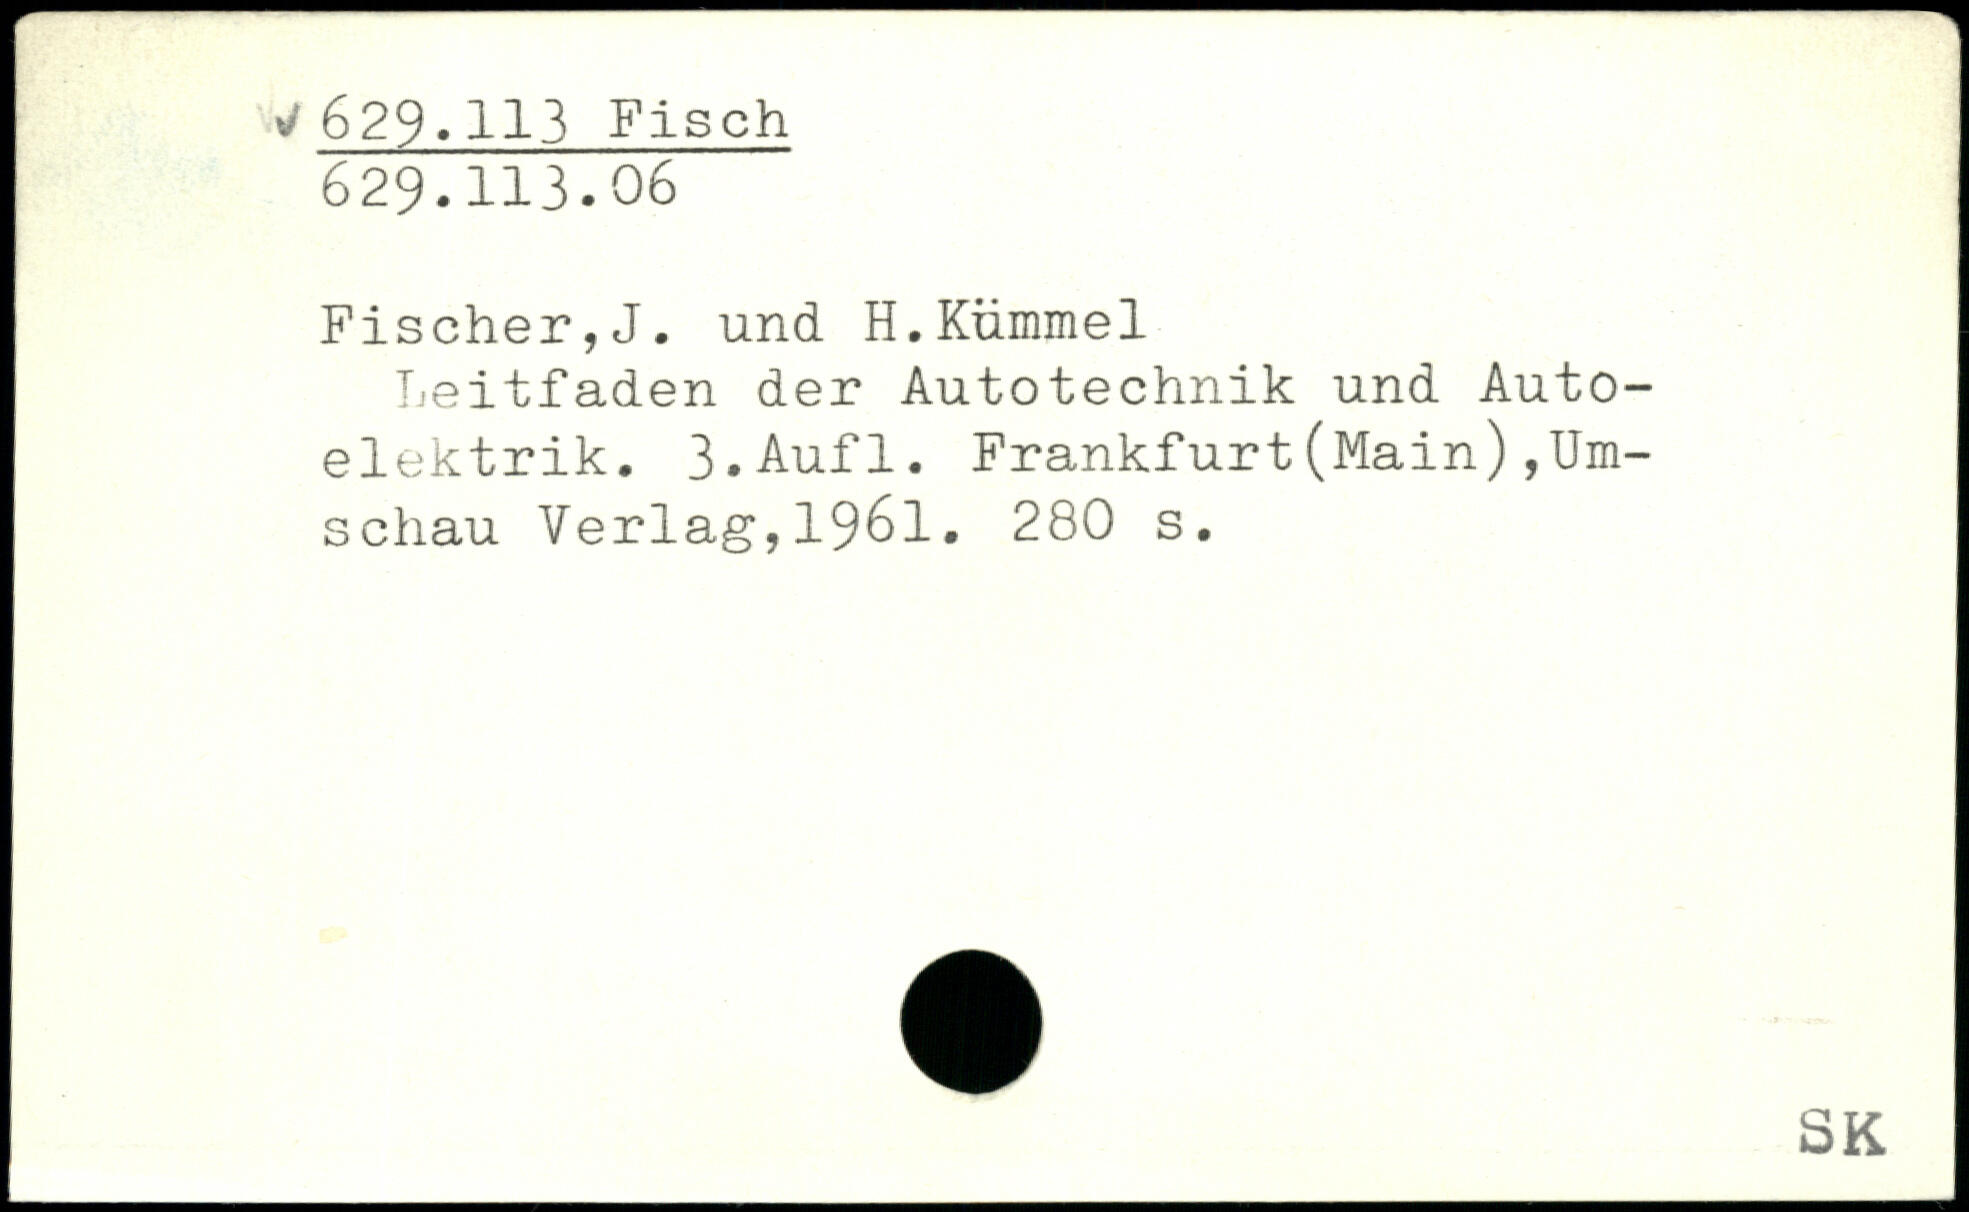 629.113 Fisch
629.113.06
Fischer,J. und H.Kümmel
Leitfaden der Autotechnik und Auto-
elektrik. 3.Aufl. Frankfurt(Main),Um-
schau Verlag,1961. 280 s.
SK